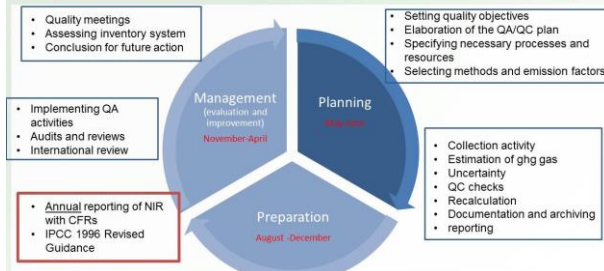 • Quality meetings
• Assessing inventory system
• Conclusion for future action
• Setting quality objectives
• Elaboration of the QA/QC plan
• Specifying necessary processes and
resources
• Selecting methods and emission factors
Management
(evaluation and
improvement)
November-April
Planning
May-June
• Implementing QA
activities
• Audits and reviews
• International review
• Collection activity
• Estimation of ghg gas
• Uncertainty
• QC checks
• Recalculation
• Documentation and archiving
• reporting
• Annual reporting of NIR
with CFRs
• IPCC 1996 Revised
Guidance
Preparation
August -December